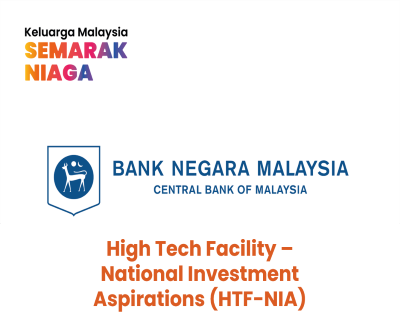 Keluarga Malaysia
SEMARAK
NIAGA
BANK NEGARA MALAYSIA
CENTRAL BANK OF MALAYSIA
High Tech Facility –
National Investment
Aspirations (HTF-NIA)